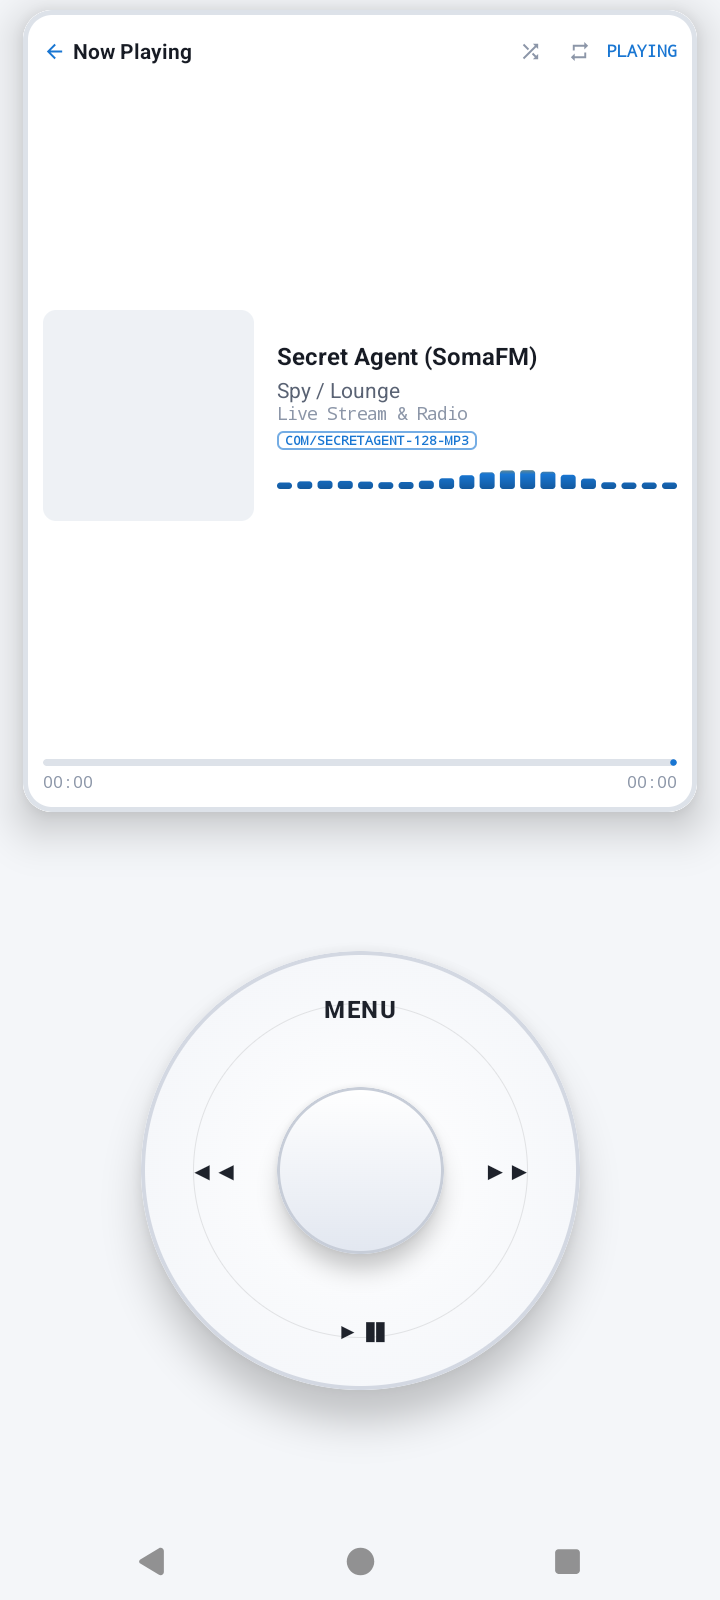 Now Playing
PLAYING
Secret Agent (SomaFM)
Spy / Lounge
Live Stream & Radio
COM/SECRETAGENT-128-MP3
00:00
00:00
MENU